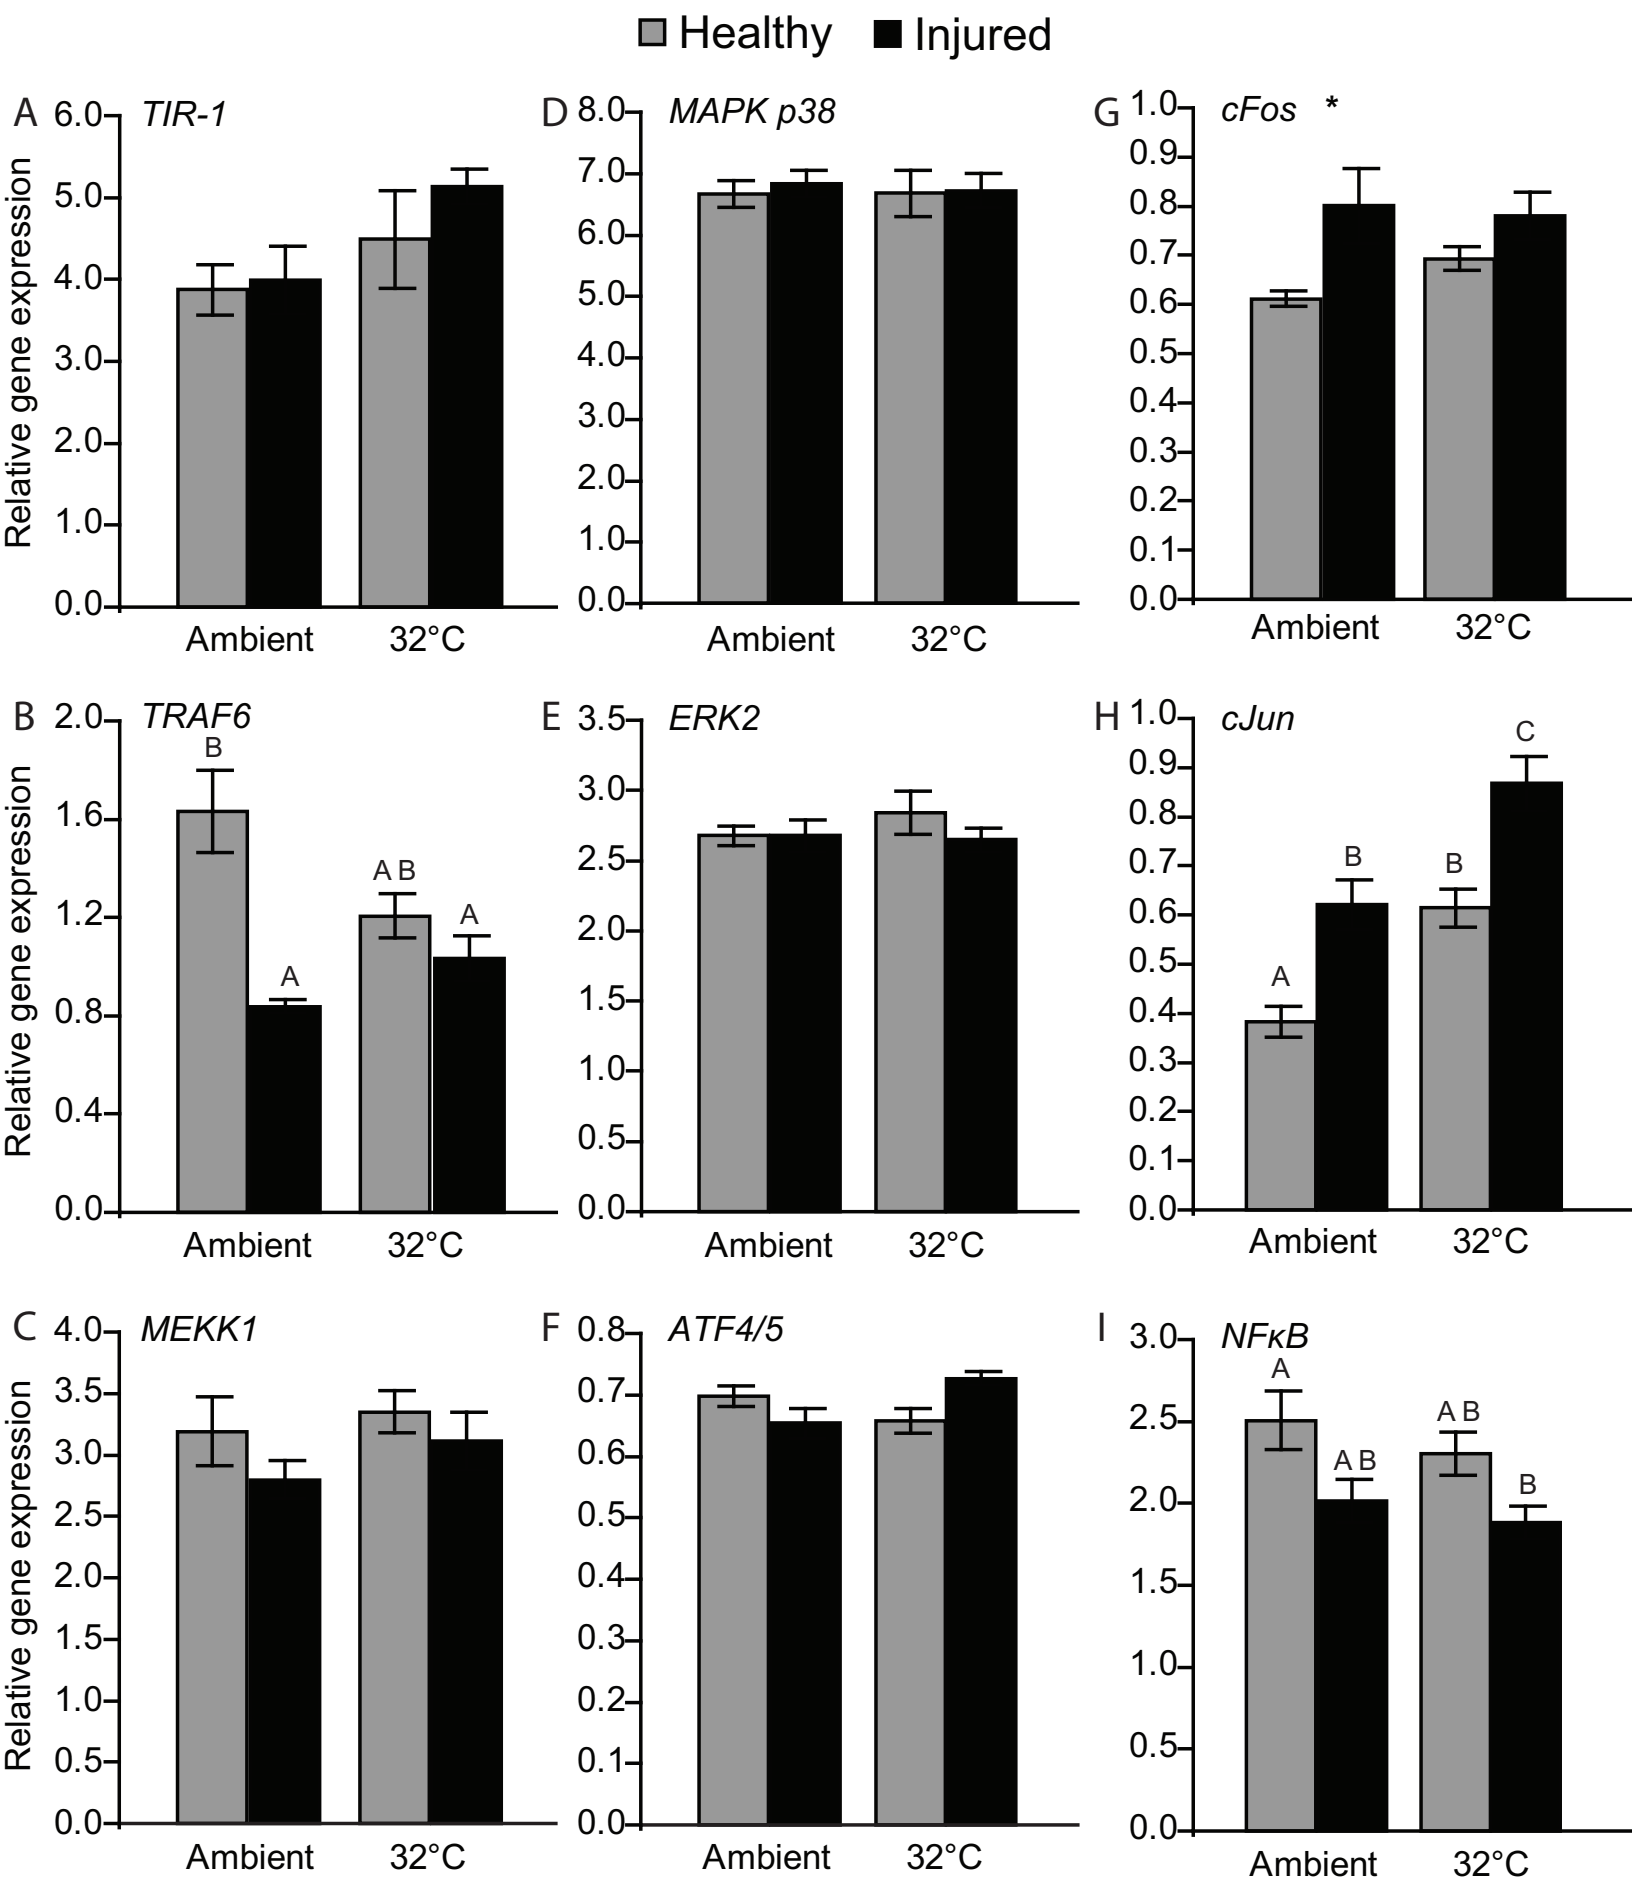 Healthy Injured
A TIR-1
Relative gene expression
6.0
5.0
4.0
3.0
2.0
1.0
0.0
Ambient 32°C
D MAPK p38
8.0
7.0
6.0
5.0
4.0
3.0
2.0
1.0
0.0
Ambient 32°C
G cFos *
1.0
0.9
0.8
0.7
0.6
0.5
0.4
0.3
0.2
0.1
0.0
Ambient 32°C
B TRAF6
Relative gene expression
2.0
1.6
1.2
0.8
0.4
0.0
B
A
A B
A
Ambient 32°C
E ERK2
3.5
3.0
2.5
2.0
1.5
1.0
0.5
0.0
Ambient 32°C
H cJun
1.0
0.9
0.8
0.7
0.6
0.5
0.4
0.3
0.2
0.1
0.0
A
B
B
C
Ambient 32°C
C MEKK1
Relative gene expression
4.0
3.5
3.0
2.5
2.0
1.5
1.0
0.5
0.0
Ambient 32°C
F ATF4/5
0.8
0.7
0.6
0.5
0.4
0.3
0.2
0.1
0.0
Ambient 32°C
I NFκB
3.0
2.5
2.0
1.5
1.0
0.5
0.0
A
A B
A B
B
Ambient 32°C